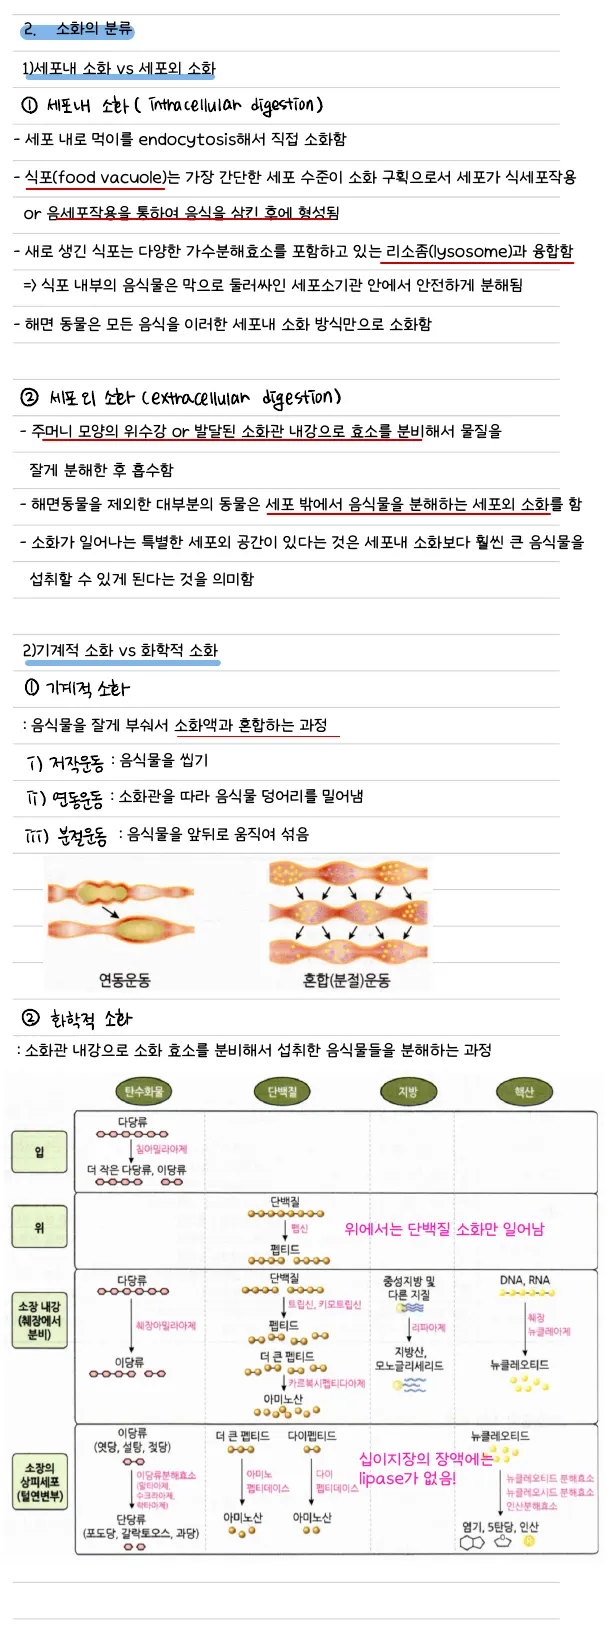 2. 소화의 분류
1)세포내 소화 vs 세포외 소화
① 세포내 소화 ( intracellular digestion)
- 세포 내로 먹이를 endocytosis해서 직접 소화함
- 식포(food vacuole)는 가장 간단한 세포 수준이 소화 구획으로서 세포가 식세포작용
or 음세포작용을 통하여 음식을 삼킨 후에 형성됨
- 새로 생긴 식포는 다양한 가수분해효소를 포함하고 있는 리소좀(lysosome)과 융합함
=> 식포 내부의 음식물은 막으로 둘러싸인 세포소기관 안에서 안전하게 분해됨
- 해면 동물은 모든 음식을 이러한 세포내 소화 방식만으로 소화함
② 세포외 소화 (extracellular digestion)
- 주머니 모양의 위수강 or 발달된 소화관 내강으로 효소를 분비해서 물질을
잘게 분해한 후 흡수함
- 해면동물을 제외한 대부분의 동물은 세포 밖에서 음식물을 분해하는 세포외 소화를 함
- 소화가 일어나는 특별한 세포외 공간이 있다는 것은 세포내 소화보다 훨씬 큰 음식물을
섭취할 수 있게 된다는 것을 의미함
2)기계적 소화 vs 화학적 소화
① 기계적 소화
: 음식물을 잘게 부숴서 소화액과 혼합하는 과정
i) 저작운동 : 음식물을 씹기
ii) 연동운동 : 소화관을 따라 음식물 덩어리를 밀어냄
iii) 분절운동 : 음식물을 앞뒤로 움직여 섞음
연동운동 혼합(분절)운동
② 화학적 소화
: 소화관 내강으로 소화 효소를 분비해서 섭취한 음식물들을 분해하는 과정
탄수화물 단백질 지방 핵산
입
다당류
침아밀라아제
더 작은 다당류, 이당류
위
단백질
펩신
펩티드
위에서는 단백질 소화만 일어남
소장 내강
(췌장에서
분비)
다당류
췌장아밀라아제
이당류
단백질
트립신, 키모트립신
펩티드
더 큰 펩티드
카르복시펩티다아제
아미노산
중성지방 및
다른 지질
리파아제
지방산,
모노글리세리드
DNA, RNA
췌장
뉴클레아제
뉴클레오티드
소장의
상피세포
(털연변부)
이당류
(엿당, 설탕, 젖당)
이당류분해효소
(말타아제,
수크라아제,
락타아제)
단당류
(포도당, 갈락토오스, 과당)
더 큰 펩티드
아미노
펩티데이스
아미노산
다이펩티드
다이
펩티데이스
아미노산
십이지장의 장액에는
lipase가 없음!
뉴클레오티드
뉴클레오티드 분해효소
뉴클레오시드 분해효소
인산분해효소
염기, 5탄당, 인산